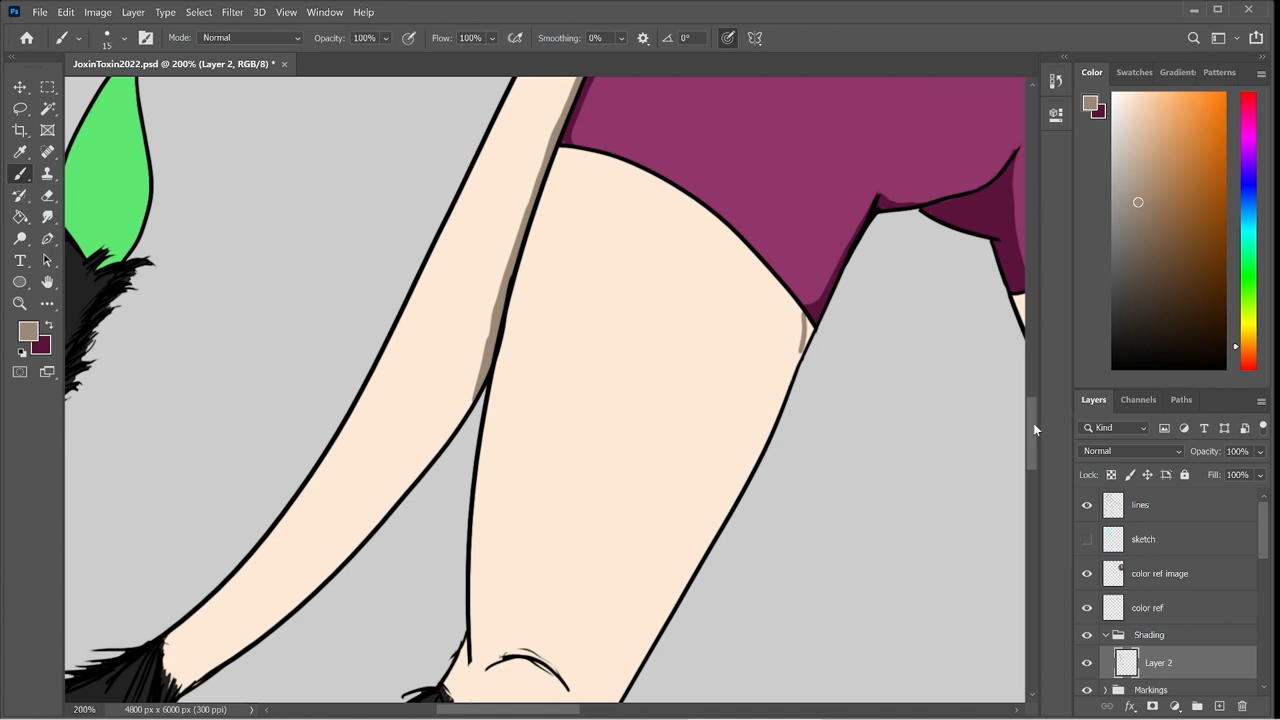 Ps File Edit Image Layer Type Select Filter 3D View Window Help
15 Mode: Normal Opacity: 100% Flow: 100% Smoothing: 0% 0°
JoxinToxin2022.psd @ 200% (Layer 2, RGB/8) *
Color Swatches Gradient Patterns
Layers Channels Paths
Kind
Normal Opacity: 100%
Lock: Fill: 100%
lines
sketch
color ref image
color ref
Shading
Layer 2
Markings
200% 4800 px x 6000 px (300 ppi)